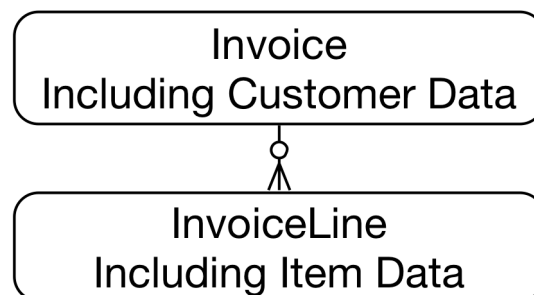 Invoice
Including Customer Data
InvoiceLine
Including Item Data